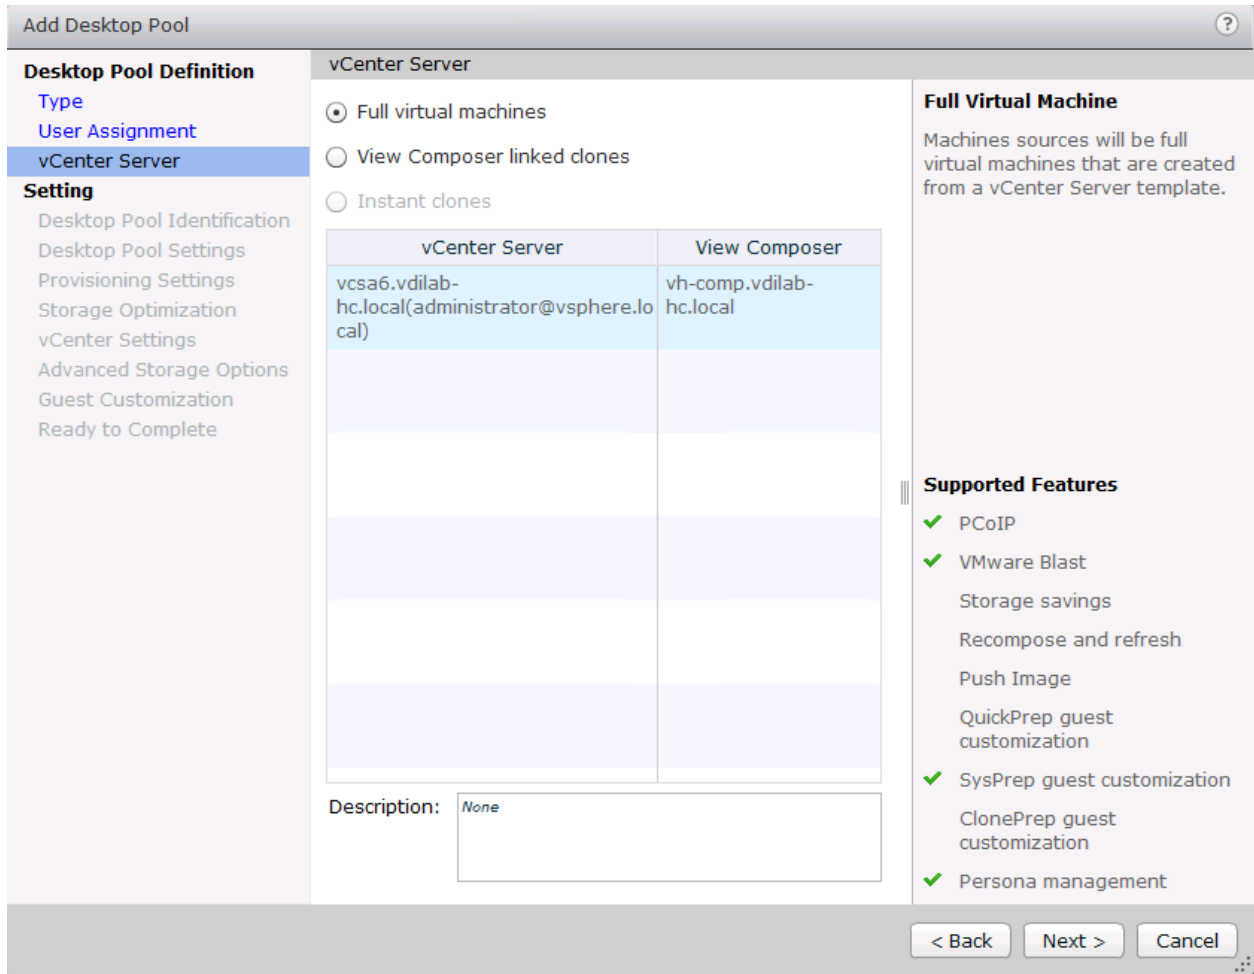 Add Desktop Pool
?
Desktop Pool Definition
Type
User Assignment
vCenter Server
Setting
Desktop Pool Identification
Desktop Pool Settings
Provisioning Settings
Storage Optimization
vCenter Settings
Advanced Storage Options
Guest Customization
Ready to Complete
vCenter Server
Full virtual machines
View Composer linked clones
Instant clones
vCenter Server
View Composer
vcsa6.vdilab-
hc.local(administrator@vsphere.lo
cal)
vh-comp.vdilab-
hc.local
Description:
None
Full Virtual Machine
Machines sources will be full
virtual machines that are created
from a vCenter Server template.
Supported Features
PCoIP
VMware Blast
Storage savings
Recompose and refresh
Push Image
QuickPrep guest
customization
SysPrep guest customization
ClonePrep guest
customization
Persona management
< Back
Next >
Cancel